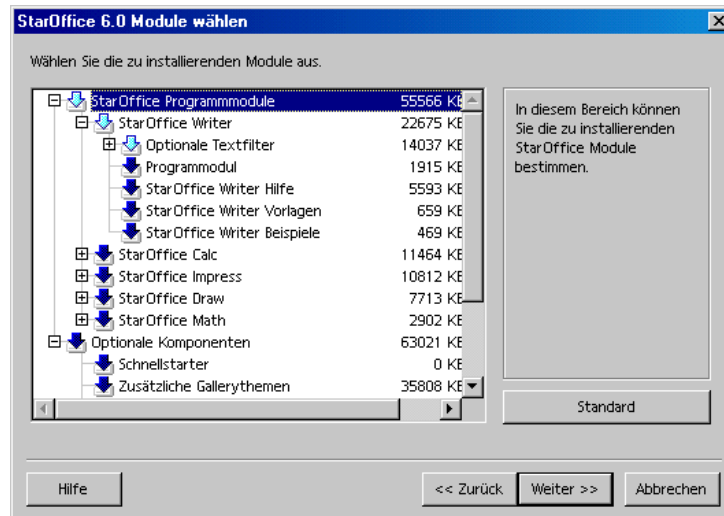 StarOffice 6.0 Module wählen
Wählen Sie die zu installierenden Module aus.
StarOffice Programmmodule 55566 KB
StarOffice Writer 22675 KB
Optionale Textfilter 14037 KB
Programmodul 1915 KB
StarOffice Writer Hilfe 5593 KB
StarOffice Writer Vorlagen 659 KB
StarOffice Writer Beispiele 469 KB
StarOffice Calc 11464 KB
StarOffice Impress 10812 KB
StarOffice Draw 7713 KB
StarOffice Math 2902 KB
Optionale Komponenten 63021 KB
Schnellstarter 0 KB
Zusätzliche Gallerythemen 35808 KB
In diesem Bereich können
Sie die zu installierenden
StarOffice Module
bestimmen.
Standard
Hilfe
<< Zurück
Weiter >>
Abbrechen